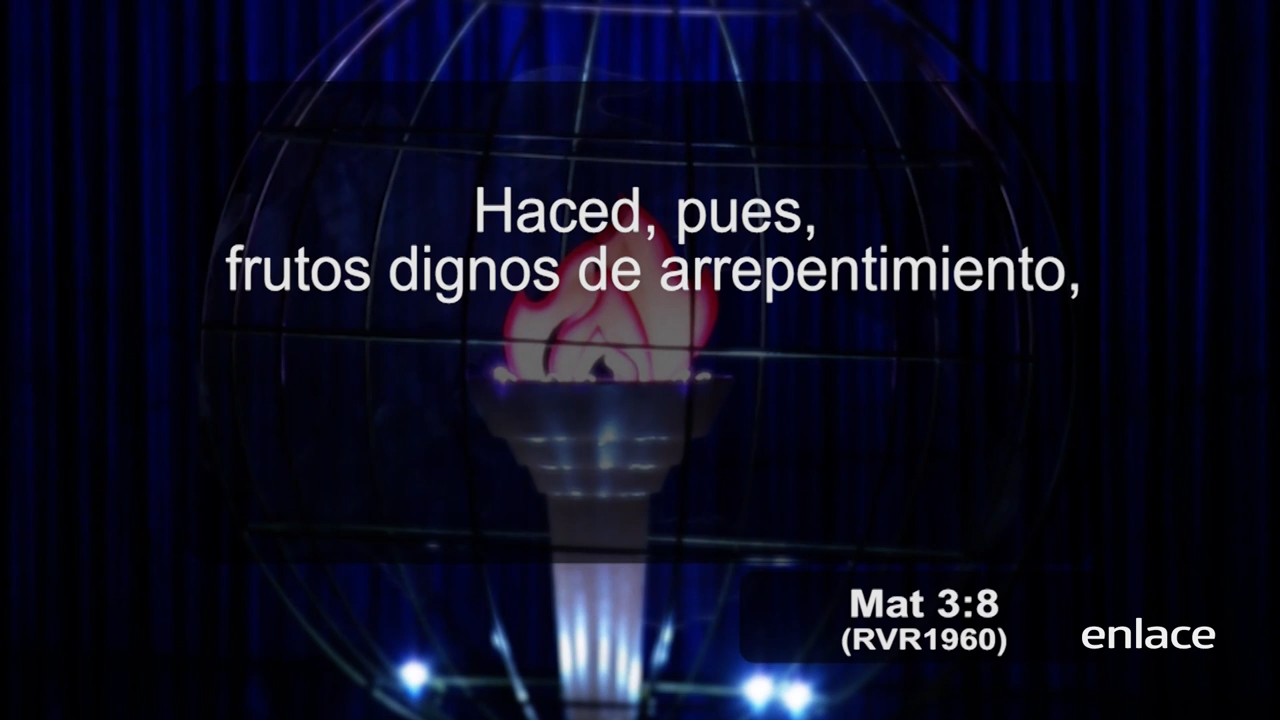 Haced, pues,
frutos dignos de arrepentimiento,
Mat 3:8
(RVR1960)
enlace